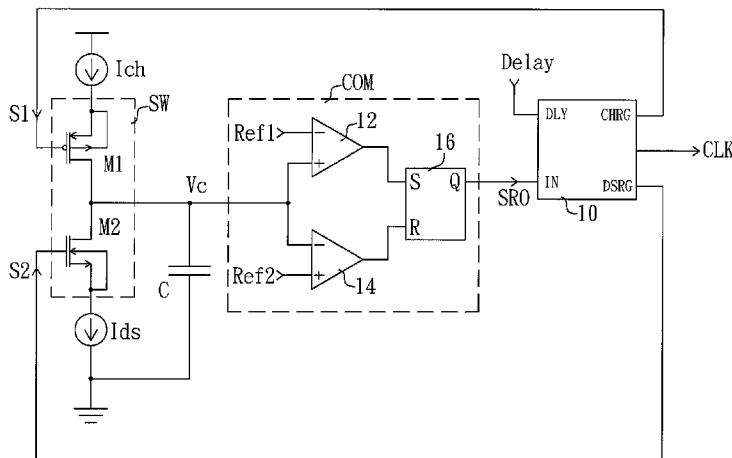 Ich
S1
SW
M1
Vc
M2
S2
C
Ids
COM
Ref1
12
Ref2
14
16
S
Q
R
SRO
Delay
DLY
CHRG
IN
DSRG
10
CLK